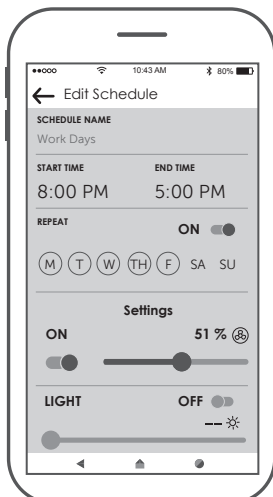 10:43 AM 80%
Edit Schedule
SCHEDULE NAME
Work Days
START TIME END TIME
8:00 PM 5:00 PM
REPEAT ON
M T W TH F SA SU
Settings
ON 51 %
LIGHT OFF
--